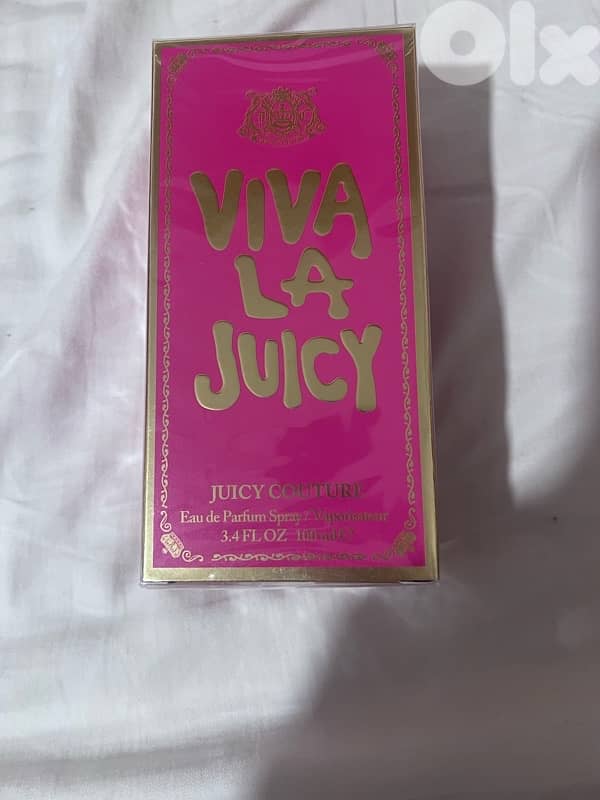 Olx
VIVA
LA
JUICY
JUICY COUTURE
Eau de Parfum Spray / Vaporisateur
3.4 FL OZ 100 ml ℮